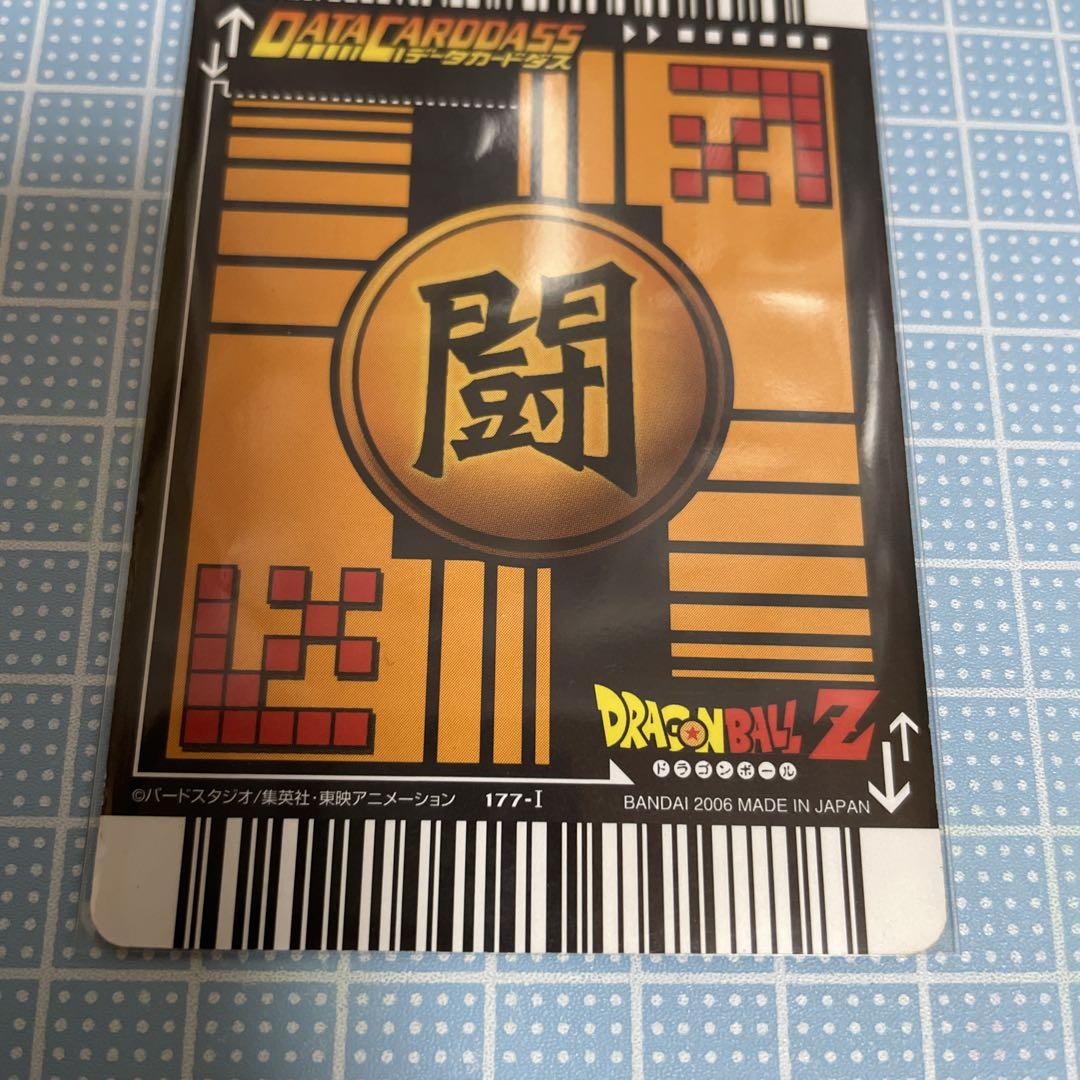 DATACARDDASS
データカードダス
闘
DRAGONBALL Z
ドラゴンボール
©バードスタジオ/集英社・東映アニメーション 177-I BANDAI 2006 MADE IN JAPAN